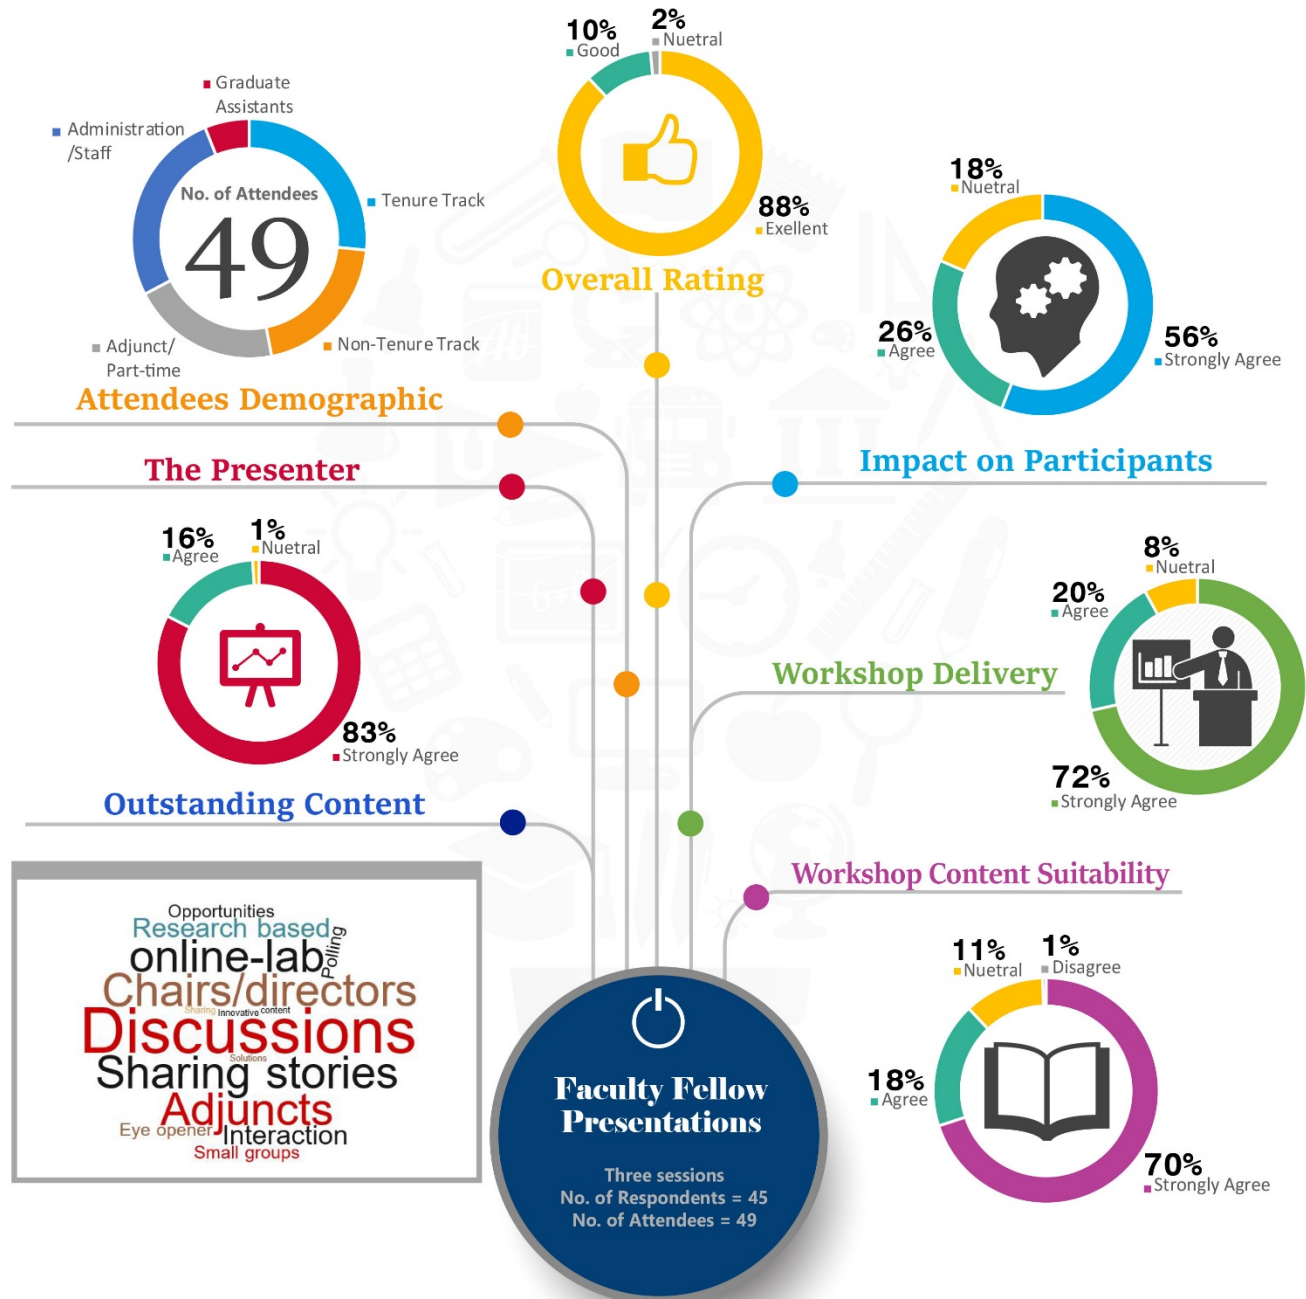 10%
Good
2%
Nuetral
88%
Exellent
Overall Rating
Graduate
Assistants
Administration
/Staff
No. of Attendees
49
Tenure Track
Non-Tenure Track
Adjunct/
Part-time
Attendees Demographic
18%
Nuetral
26%
Agree
56%
Strongly Agree
Impact on Participants
The Presenter
16%
Agree
1%
Nuetral
83%
Strongly Agree
8%
Nuetral
20%
Agree
Workshop Delivery
72%
Strongly Agree
Outstanding Content
Opportunities
Research based
Polling
online-lab
Chairs/directors
Sharing
Innovative content
Discussions
Solutions
Sharing stories
Adjuncts
Eye opener
Interaction
Small groups
Workshop Content Suitability
11%
Nuetral
1%
Disagree
18%
Agree
70%
Strongly Agree
Faculty Fellow
Presentations
Three sessions
No. of Respondents = 45
No. of Attendees = 49